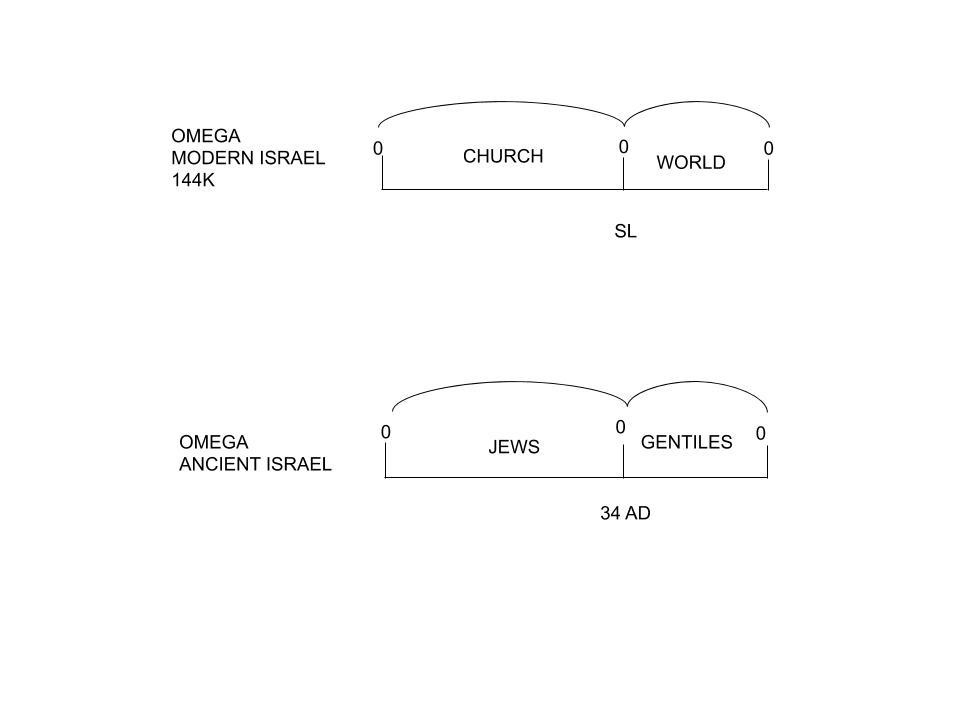 OMEGA
MODERN ISRAEL
144K
0
CHURCH
0
WORLD
0
SL
OMEGA
ANCIENT ISRAEL
0
JEWS
0
GENTILES
0
34 AD